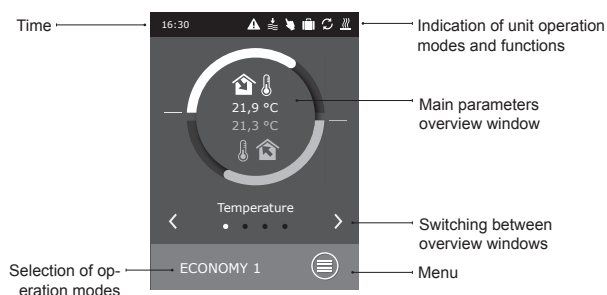 Time
16:30
Indication of unit operation
modes and functions
21,9 °C
21,3 °C
Main parameters
overview window
Temperature
Switching between
overview windows
Selection of op-
eration modes
ECONOMY 1
Menu